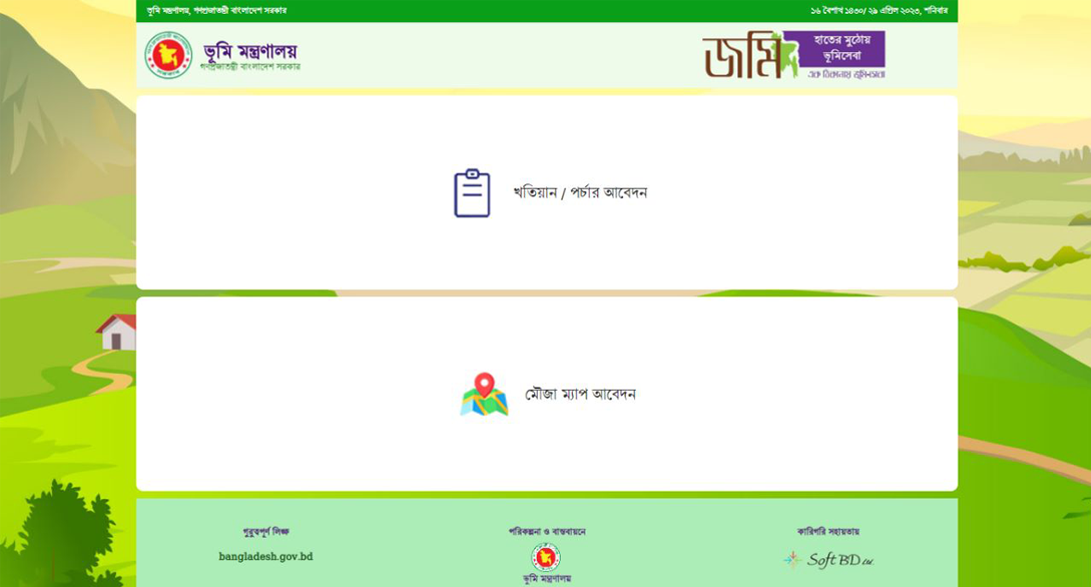 ভূমি মন্ত্রণালয়, গণপ্রজাতন্ত্রী বাংলাদেশ সরকার
১৬ বৈশাখ ১৪৩০/ ২৯ এপ্রিল ২০২৩, শনিবার
ভূমি মন্ত্রণালয়
গণপ্রজাতন্ত্রী বাংলাদেশ সরকার
জমি
হাতের মুঠোয়
ভূমিসেবা
খতিয়ান / পর্চার আবেদন
মৌজা ম্যাপ আবেদন
গুরুত্বপূর্ণ লিঙ্ক
পরিকল্পনা ও বাস্তবায়নে
কারিগরি সহায়তায়
bangladesh.gov.bd
Soft BD Ltd.
ভূমি মন্ত্রণালয়